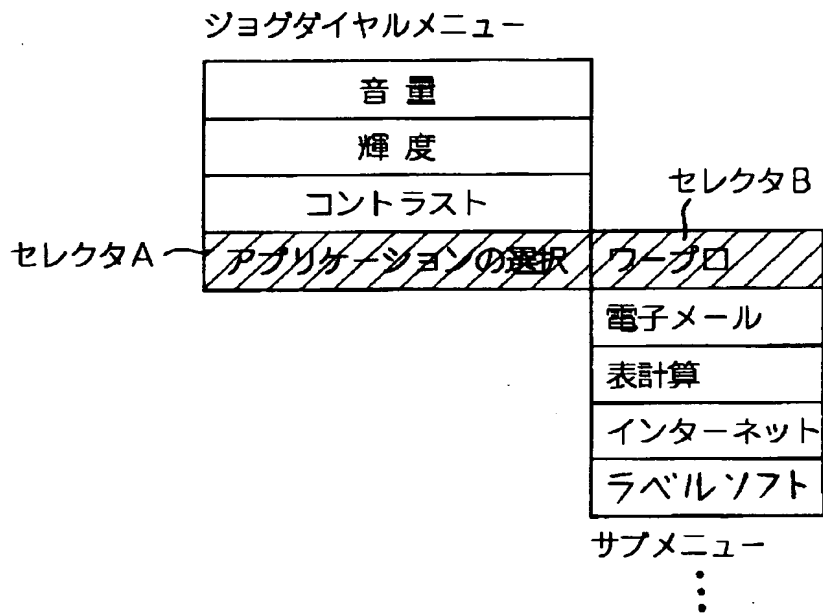 ジョグダイヤルメニュー
音量
輝度
コントラスト
セレクタB
セレクタA
アプリケーションの選択
ワープロ
電子メール
表計算
インターネット
ラベルソフト
サブメニュー